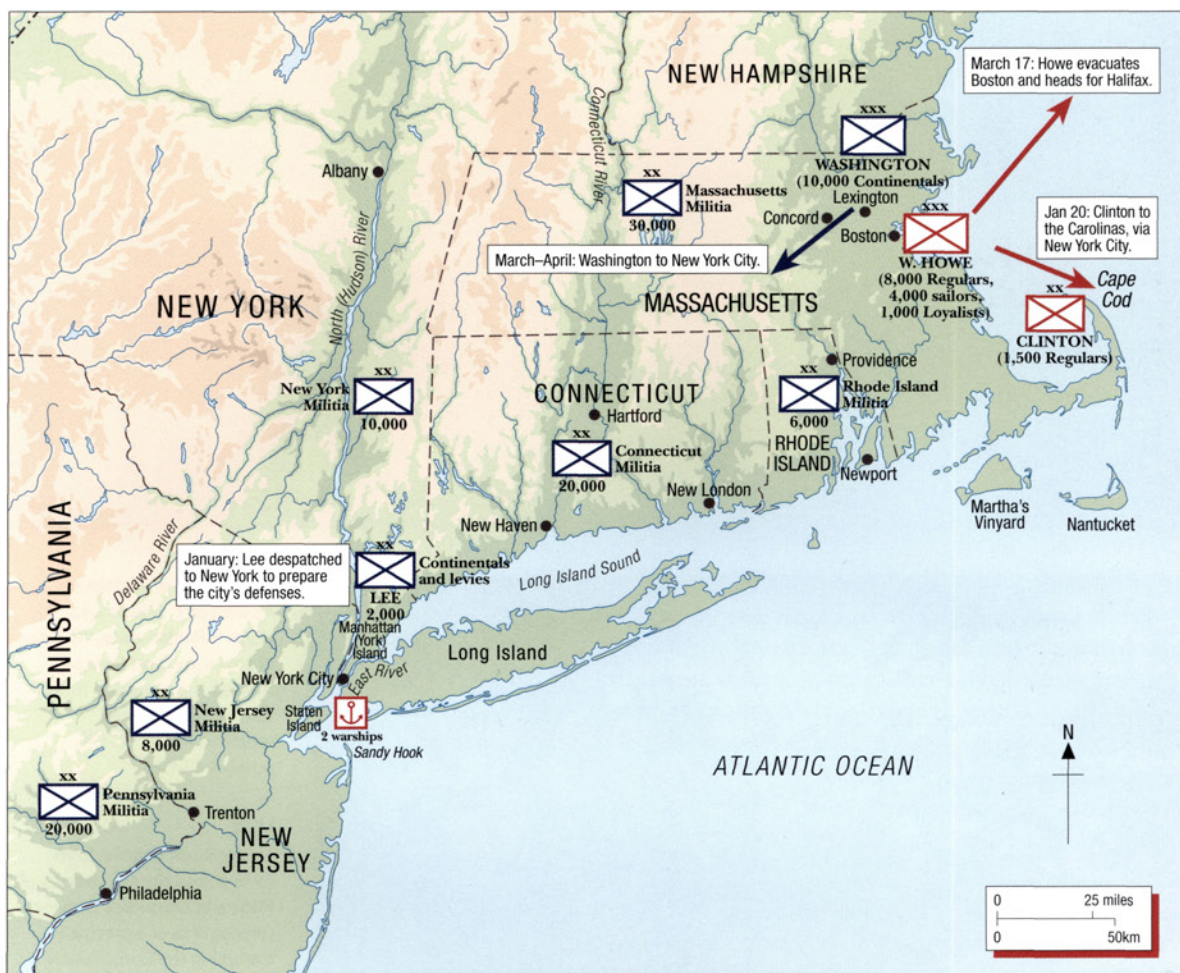 NEW HAMPSHIRE
March 17: Howe evacuates
Boston and heads for Halifax.
Connecticut River
xxx
WASHINGTON
(10,000 Continentals)
Albany
xx
Massachusetts
Militia
30,000
Lexington
Concord
Boston
xxx
W. HOWE
(8,000 Regulars,
4,000 sailors,
1,000 Loyalists)
Jan 20: Clinton to
the Carolinas, via
New York City.
Cape
Cod
xx
CLINTON
(1,500 Regulars)
March–April: Washington to New York City.
North (Hudson) River
NEW YORK
MASSACHUSETTS
Providence
xx
New York
Militia
10,000
CONNECTICUT
Hartford
xx
Rhode Island
Militia
6,000
RHODE
ISLAND
xx
Connecticut
Militia
20,000
Newport
New London
Martha's
Vinyard
Nantucket
New Haven
PENNSYLVANIA
Delaware River
January: Lee despatched
to New York to prepare
the city's defenses.
xx
Continentals
and levies
LEE
2,000
Long Island Sound
Manhattan
(York)
Island
Long Island
New York City
East River
xx
New Jersey
Militia
8,000
Staten
Island
2 warships
Sandy Hook
ATLANTIC OCEAN
N
xx
Pennsylvania
Militia
20,000
Trenton
NEW
JERSEY
Philadelphia
0 25 miles
0 50km